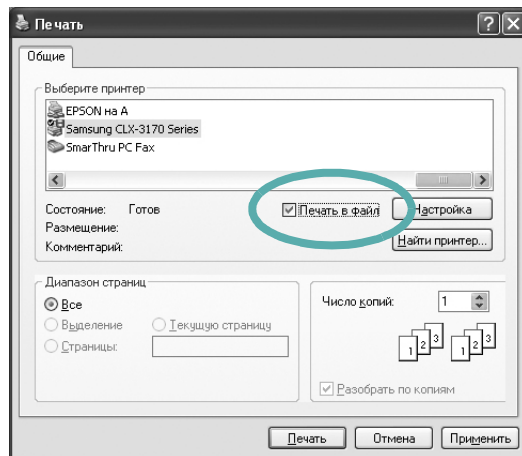 Печать
Общие
Выберите принтер
EPSON на A
Samsung CLX-3170 Series
SmarThru PC Fax
Состояние: Готов
Печать в файл
Настройка
Размещение:
Комментарий:
Найти принтер...
Диапазон страниц
Все
Выделение
Текущую страницу
Страницы:
Число копий: 1
1 2 3 1 2 3
Разобрать по копиям
Печать
Отмена
Применить